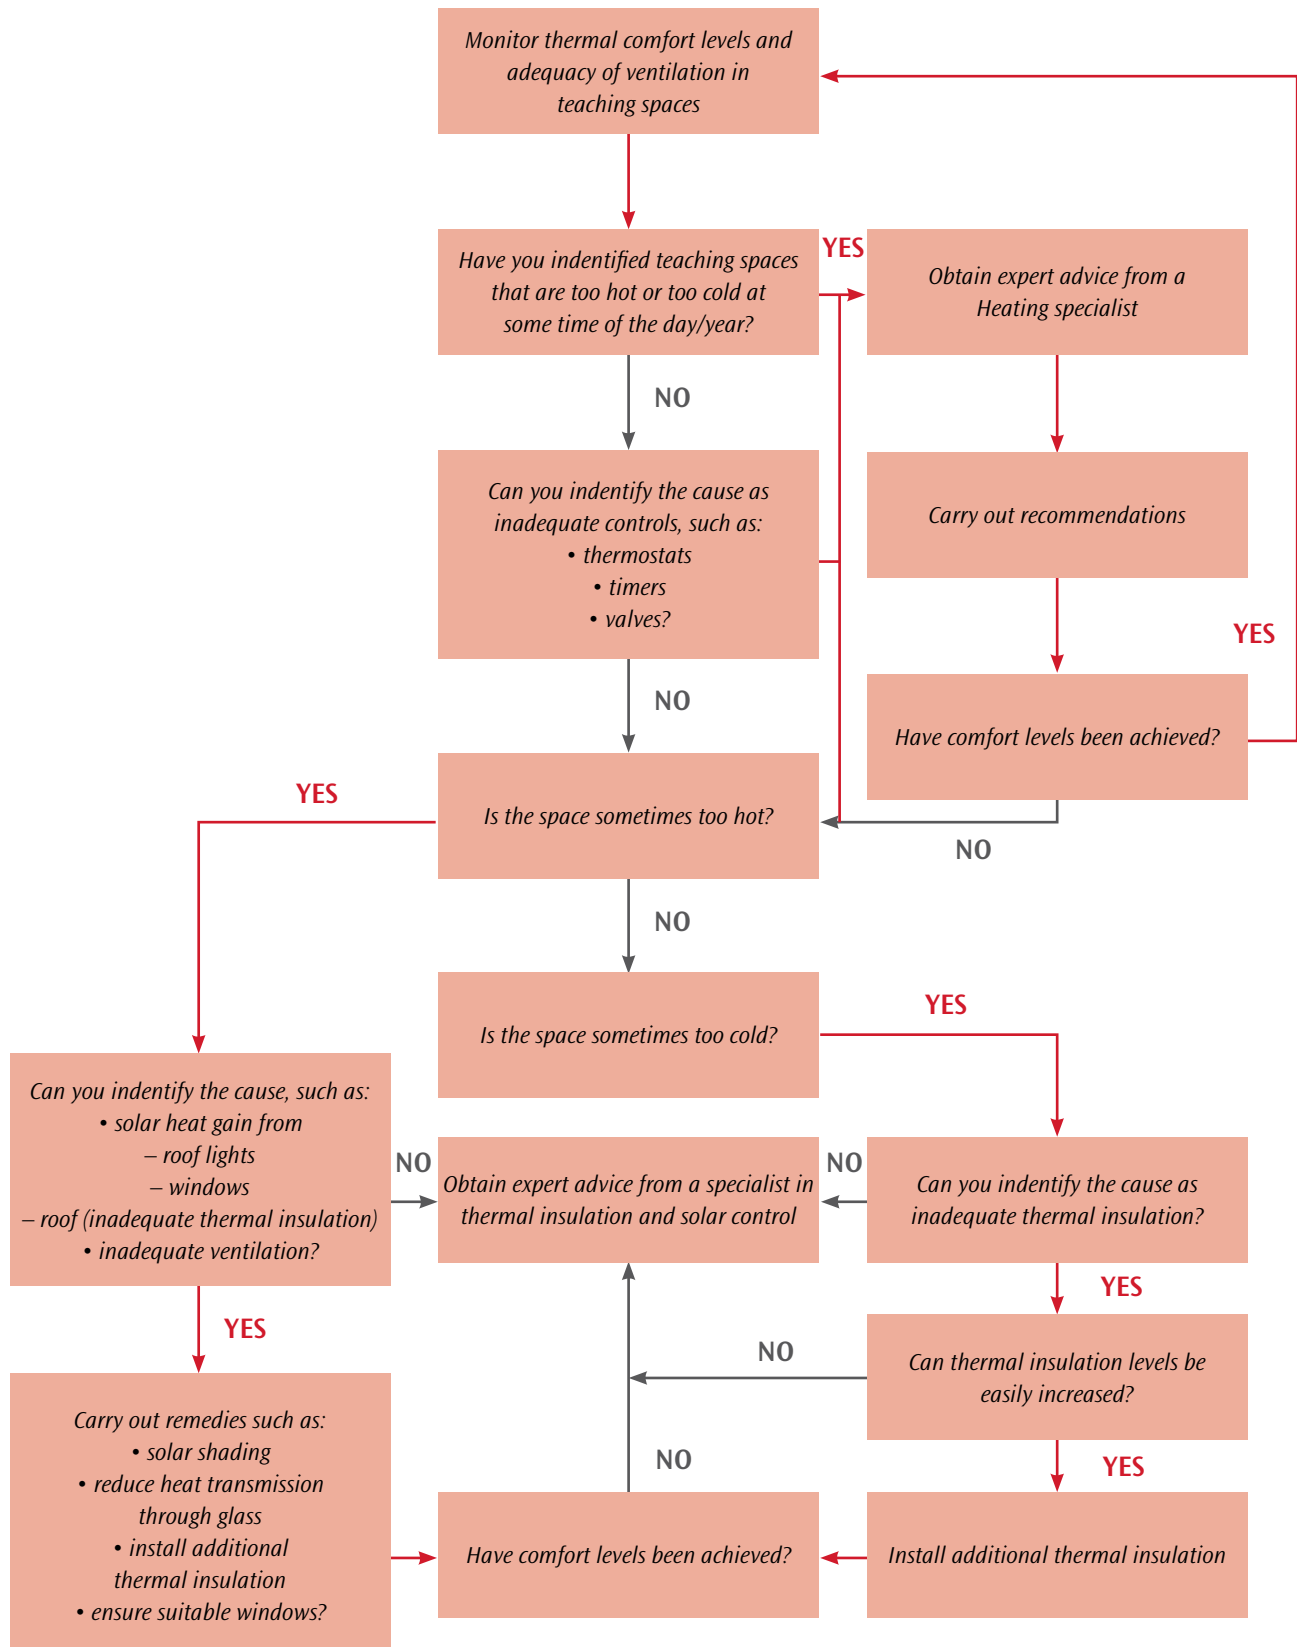 Monitor thermal comfort levels and
adequacy of ventilation in
teaching spaces
Have you indentified teaching spaces
that are too hot or too cold at
some time of the day/year?
YES
Obtain expert advice from a
Heating specialist
NO
Can you indentify the cause as
inadequate controls, such as:
• thermostats
• timers
• valves?
Carry out recommendations
YES
NO
Have comfort levels been achieved?
YES
Is the space sometimes too hot?
NO
NO
Is the space sometimes too cold?
YES
Can you indentify the cause, such as:
• solar heat gain from
– roof lights
– windows
– roof (inadequate thermal insulation)
• inadequate ventilation?
NO
Obtain expert advice from a specialist in
thermal insulation and solar control
NO
Can you indentify the cause as
inadequate thermal insulation?
YES
YES
NO
Can thermal insulation levels be
easily increased?
Carry out remedies such as:
• solar shading
• reduce heat transmission
through glass
• install additional
thermal insulation
• ensure suitable windows?
NO
YES
Have comfort levels been achieved?
Install additional thermal insulation